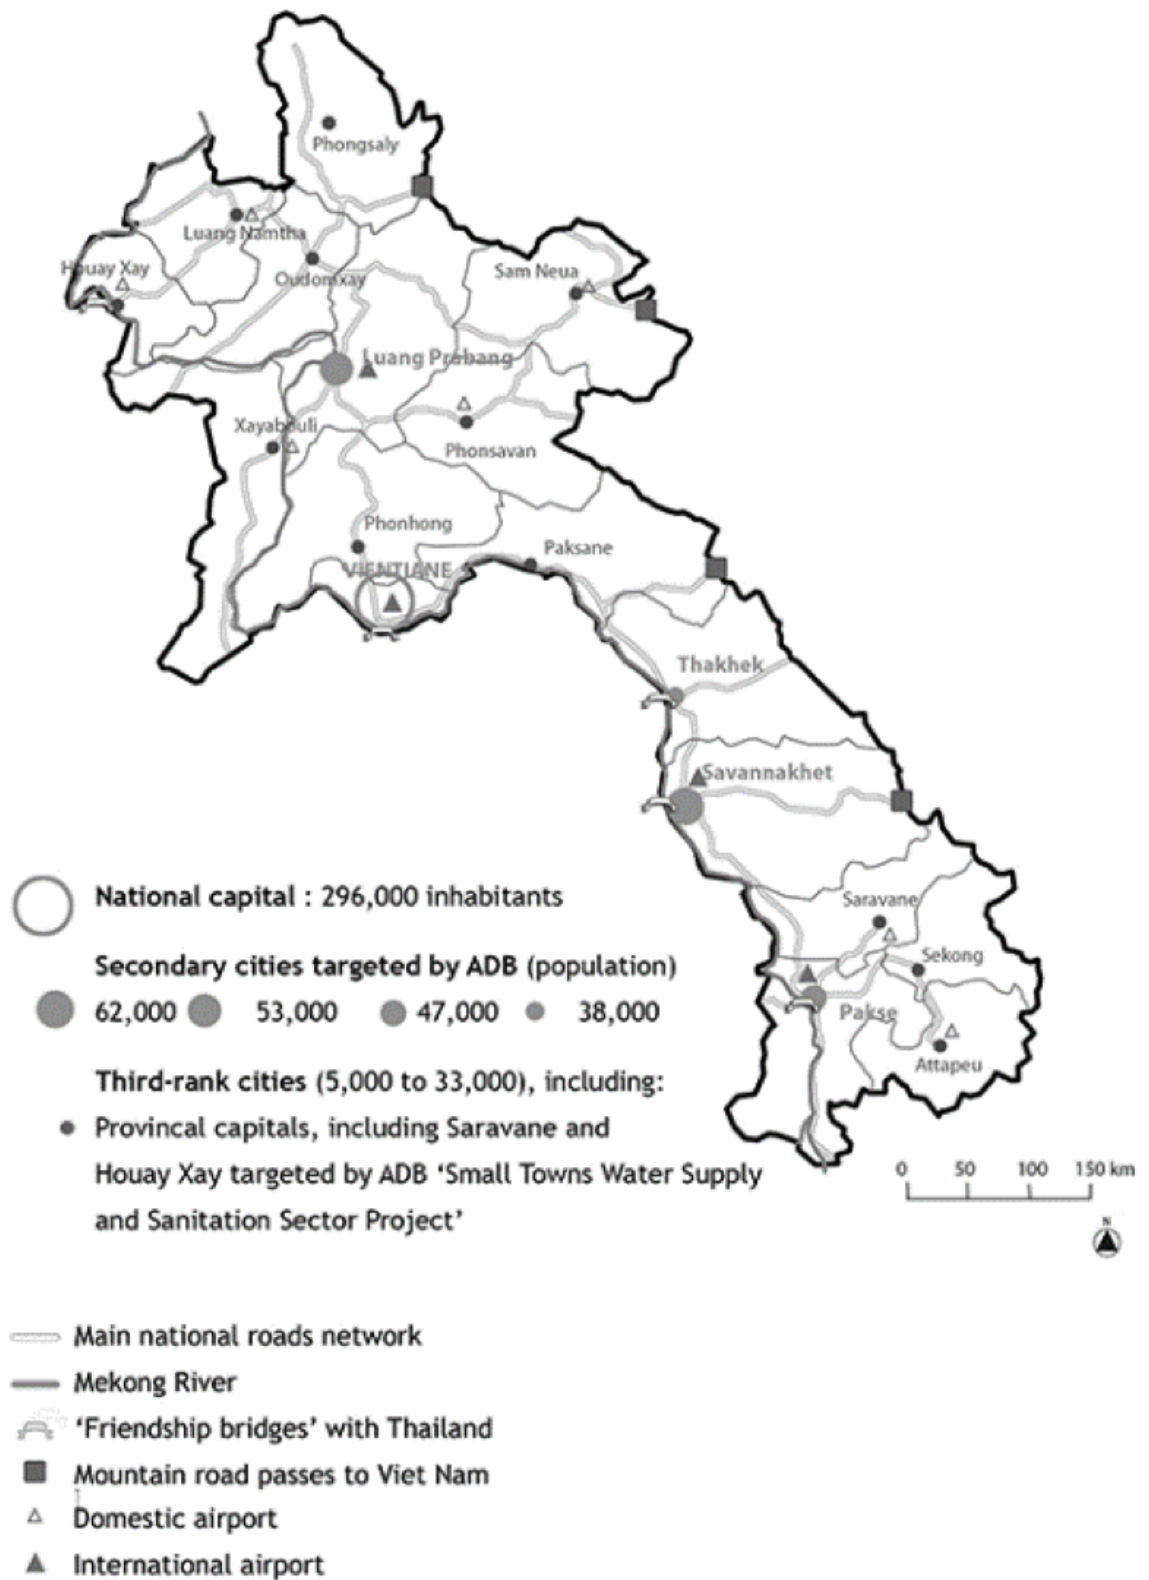 Phongsaly
Luang Namtha
Houay Xay
Oudomxay
Sam Neua
Luang Prabang
Xayabouli
Phonsavan
Phonhong
Paksane
VIENTIANE
Thakhek
Savannakhet
Saravane
Sekong
Pakse
Attapeu
National capital : 296,000 inhabitants
Secondary cities targeted by ADB (population)
62,000 53,000 47,000 38,000
Third-rank cities (5,000 to 33,000), including:
Provincal capitals, including Saravane and
Houay Xay targeted by ADB ‘Small Towns Water Supply
and Sanitation Sector Project’
0 50 100 150 km
N
Main national roads network
Mekong River
‘Friendship bridges’ with Thailand
Mountain road passes to Viet Nam
Domestic airport
International airport